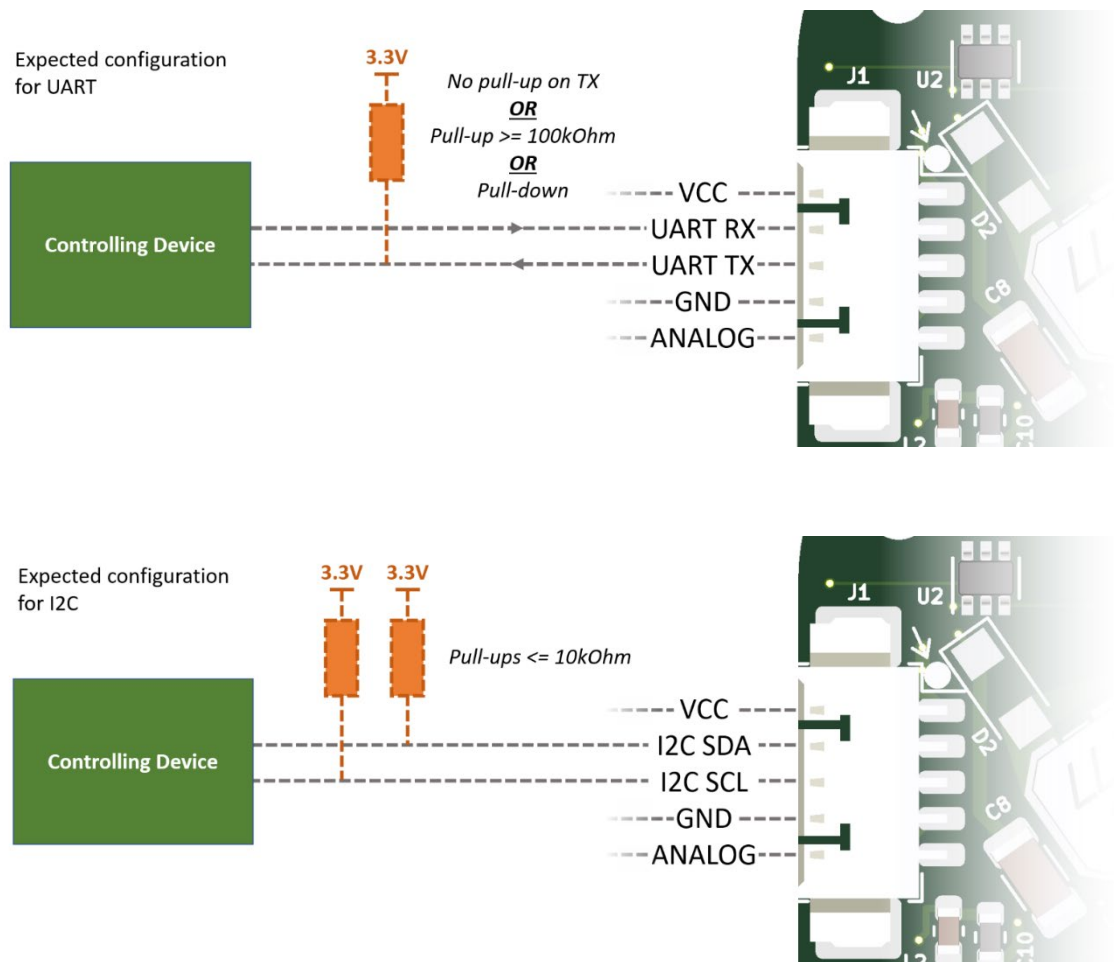 Expected configuration
for UART
3.3V
No pull-up on TX
OR
Pull-up >= 100kOhm
OR
Pull-down
Controlling Device
VCC
UART RX
UART TX
GND
ANALOG
J1
U2
D2
C8
C10
Expected configuration
for I2C
3.3V
3.3V
Pull-ups <= 10kOhm
Controlling Device
VCC
I2C SDA
I2C SCL
GND
ANALOG
J1
U2
D2
C8
C10